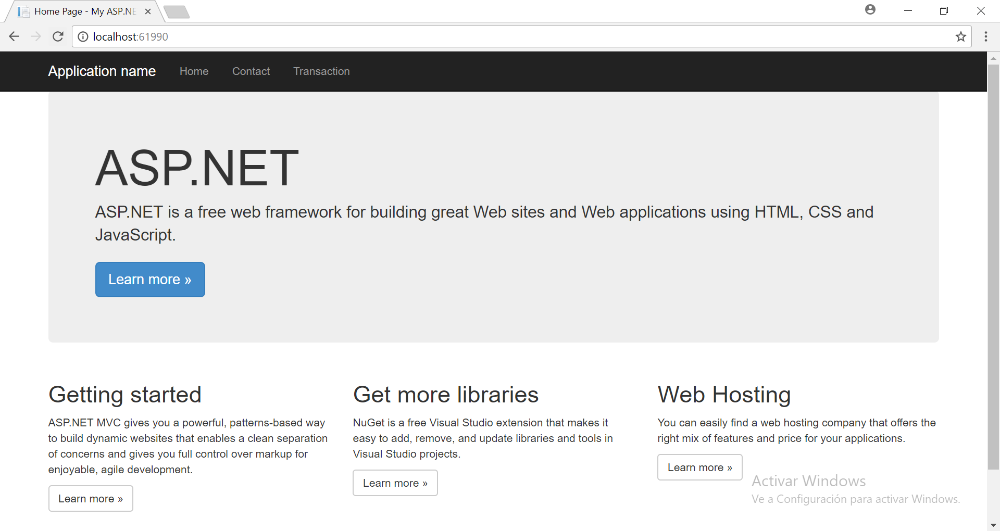 Home Page - My ASP.NE
localhost:61990
Application name Home Contact Transaction
ASP.NET
ASP.NET is a free web framework for building great Web sites and Web applications using HTML, CSS and
JavaScript.
Learn more »
Getting started
ASP.NET MVC gives you a powerful, patterns-based way
to build dynamic websites that enables a clean separation
of concerns and gives you full control over markup for
enjoyable, agile development.
Learn more »
Get more libraries
NuGet is a free Visual Studio extension that makes it
easy to add, remove, and update libraries and tools in
Visual Studio projects.
Learn more »
Web Hosting
You can easily find a web hosting company that offers the
right mix of features and price for your applications.
Learn more »
Activar Windows
Ve a Configuración para activar Windows.